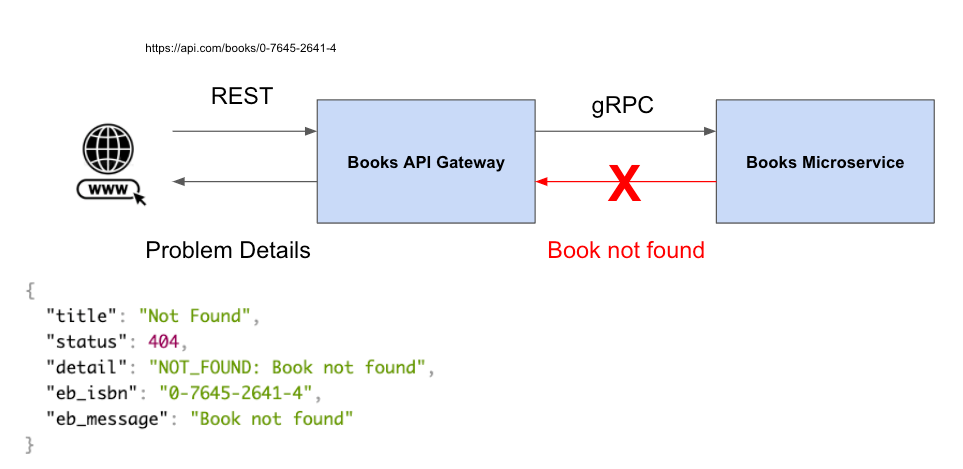 https://api.com/books/0-7645-2641-4
REST
gRPC
WWW
Books API Gateway
Books Microservice
X
Problem Details
Book not found
{
"title": "Not Found",
"status": 404,
"detail": "NOT_FOUND: Book not found",
"eb_isbn": "0-7645-2641-4",
"eb_message": "Book not found"
}